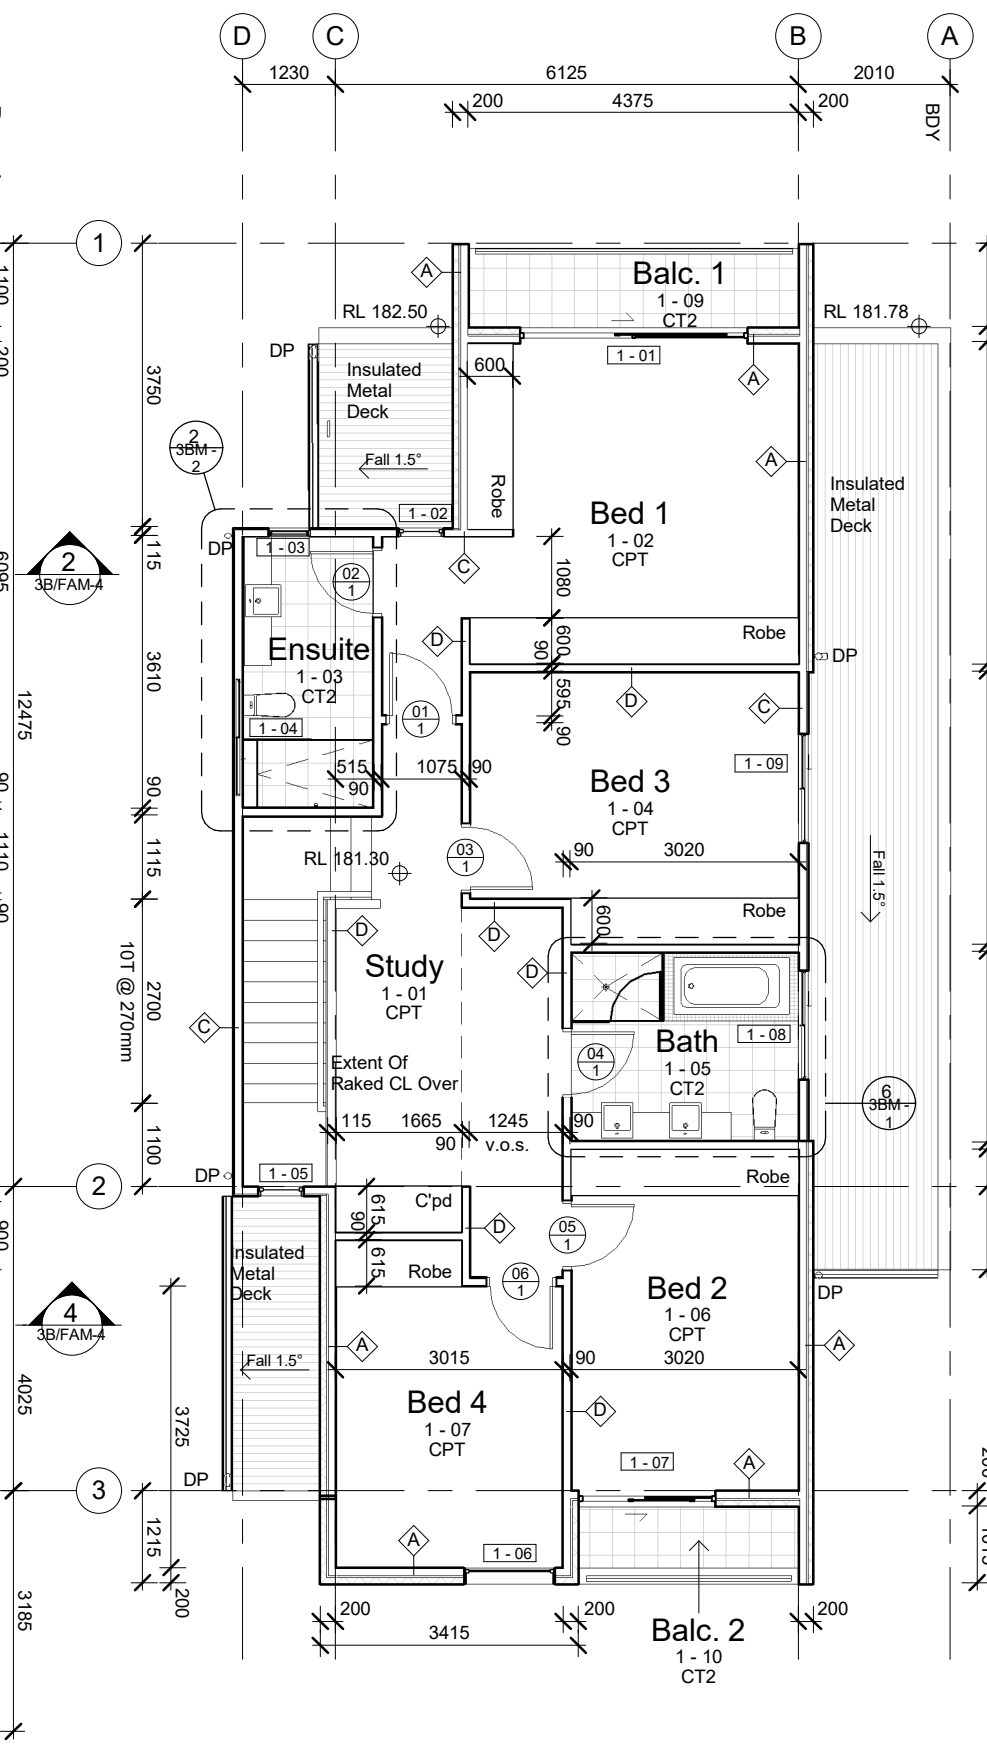 D
C
B
A
1230
6125
2010
200
4375
200
BDY
1
Balc. 1
1 - 09
CT2
A
RL 182.50
RL 181.78
DP
1 - 01
Insulated
Metal
Deck
600
A
3750
1100
200
2
3BM -
2
Fall 1.5°
A
Robe
Insulated
Metal
Deck
Bed 1
1 - 02
CPT
1 - 02
DP
1 - 03
115
2
3B/FAM-4
02
1
C
1080
6095
Ensuite
1 - 03
CT2
D
600
90
Robe
DP
3610
D
595
C
12475
1 - 04
01
1
90
515
1075
90
90
1 - 09
Bed 3
1 - 04
CPT
90
90
1110
90
1115
RL 181.30
03
1
90
3020
Fall 1.5°
600
Robe
D
D
Study
1 - 01
CPT
D
2700
10T @ 270mm
C
Bath
1 - 05
CT2
1 - 08
04
1
Extent Of
Raked CL Over
6
3BM -
1
115
1665
1245
90
90
v.o.s.
1100
DP
1 - 05
2
Robe
615
C'pd
D
05
1
90
900
Insulated
Metal
Deck
615
Robe
06
1
Bed 2
1 - 06
CPT
DP
4
3B/FAM-4
A
A
Fall 1.5°
3015
90
3020
4025
Bed 4
1 - 07
CPT
D
3725
1 - 07
A
DP
3
1215
A
1 - 06
200
3185
200
200
200
3415
Balc. 2
1 - 10
CT2